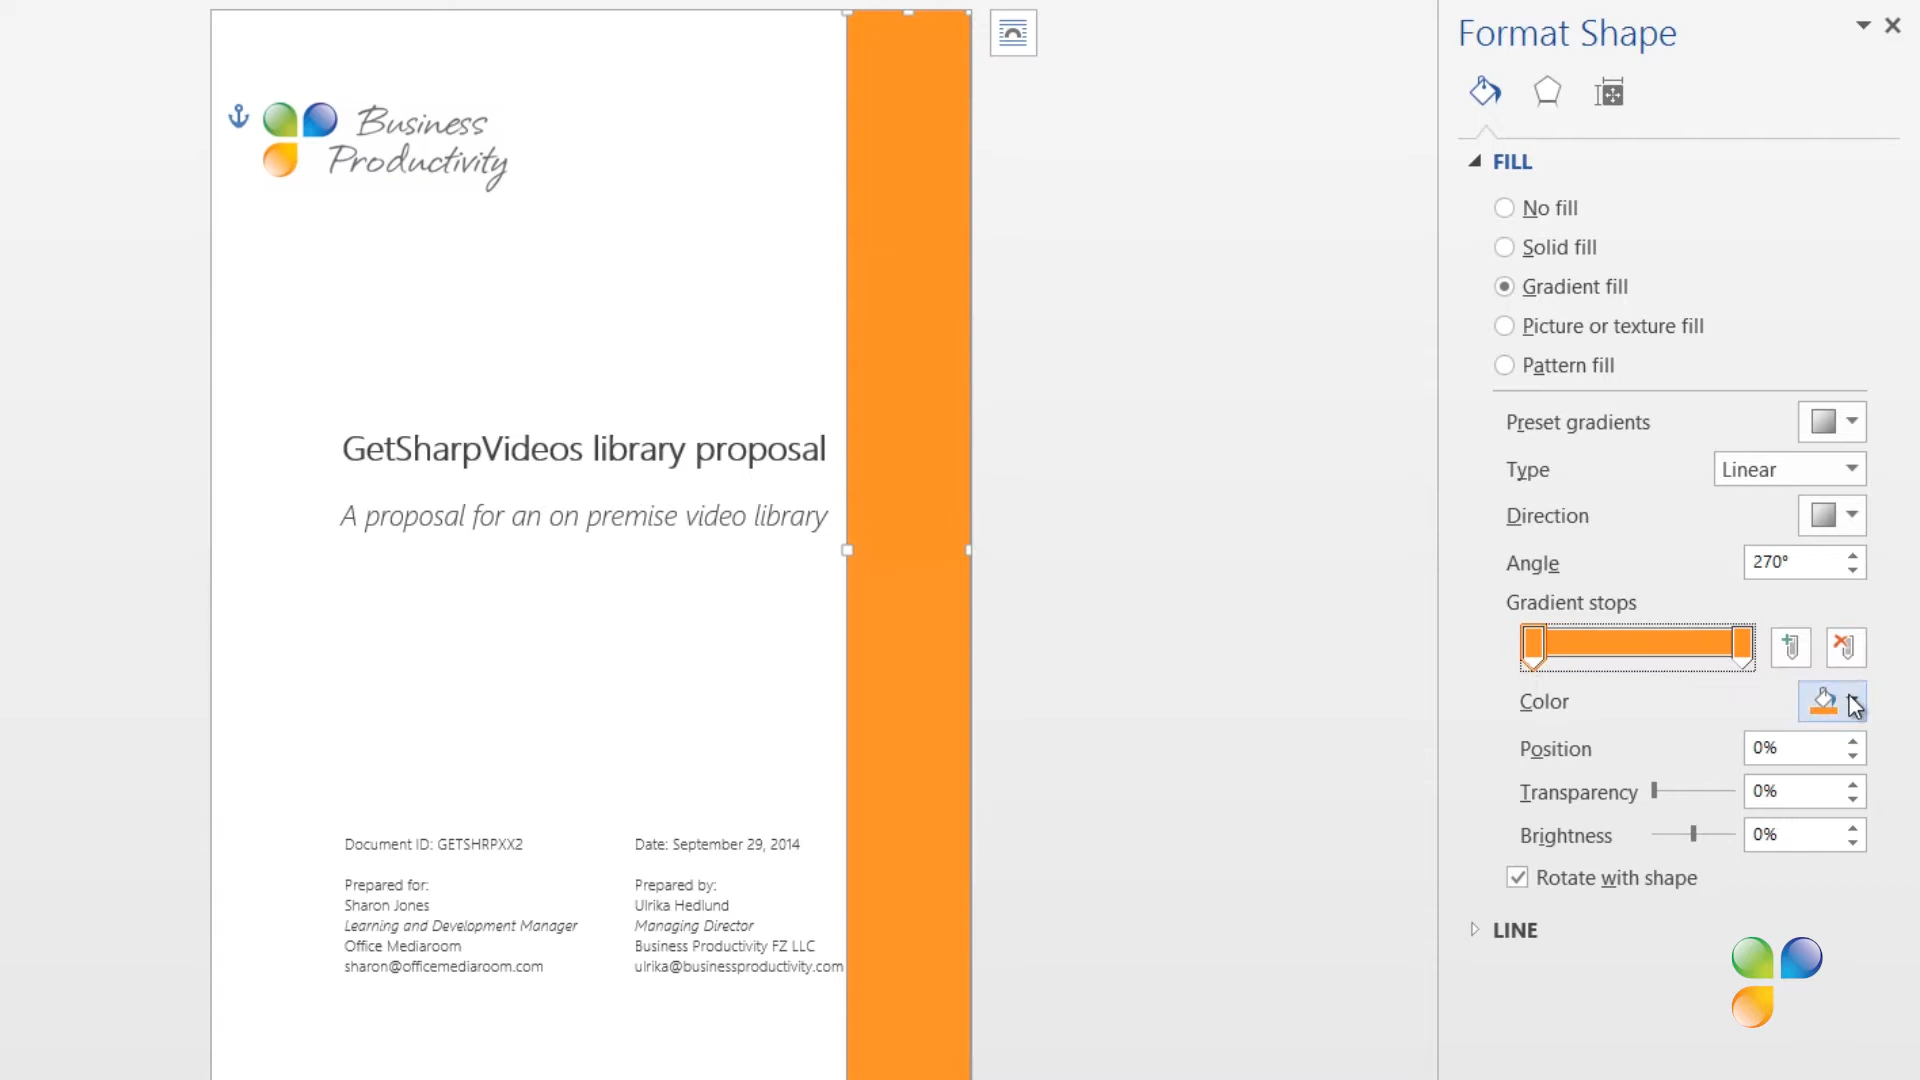 Business
Productivity
GetSharpVideos library proposal
A proposal for an on premise video library
Document ID: GETSHRPXX2
Date: September 29, 2014
Prepared for:
Sharon Jones
Learning and Development Manager
Office Mediaroom
sharon@officemediaroom.com
Prepared by:
Ulrika Hedlund
Managing Director
Business Productivity FZ LLC
ulrika@businessproductivity.com
Format Shape
FILL
No fill
Solid fill
Gradient fill
Picture or texture fill
Pattern fill
Preset gradients
Type
Linear
Direction
Angle
270°
Gradient stops
Color
Position
0%
Transparency
0%
Brightness
0%
Rotate with shape
LINE